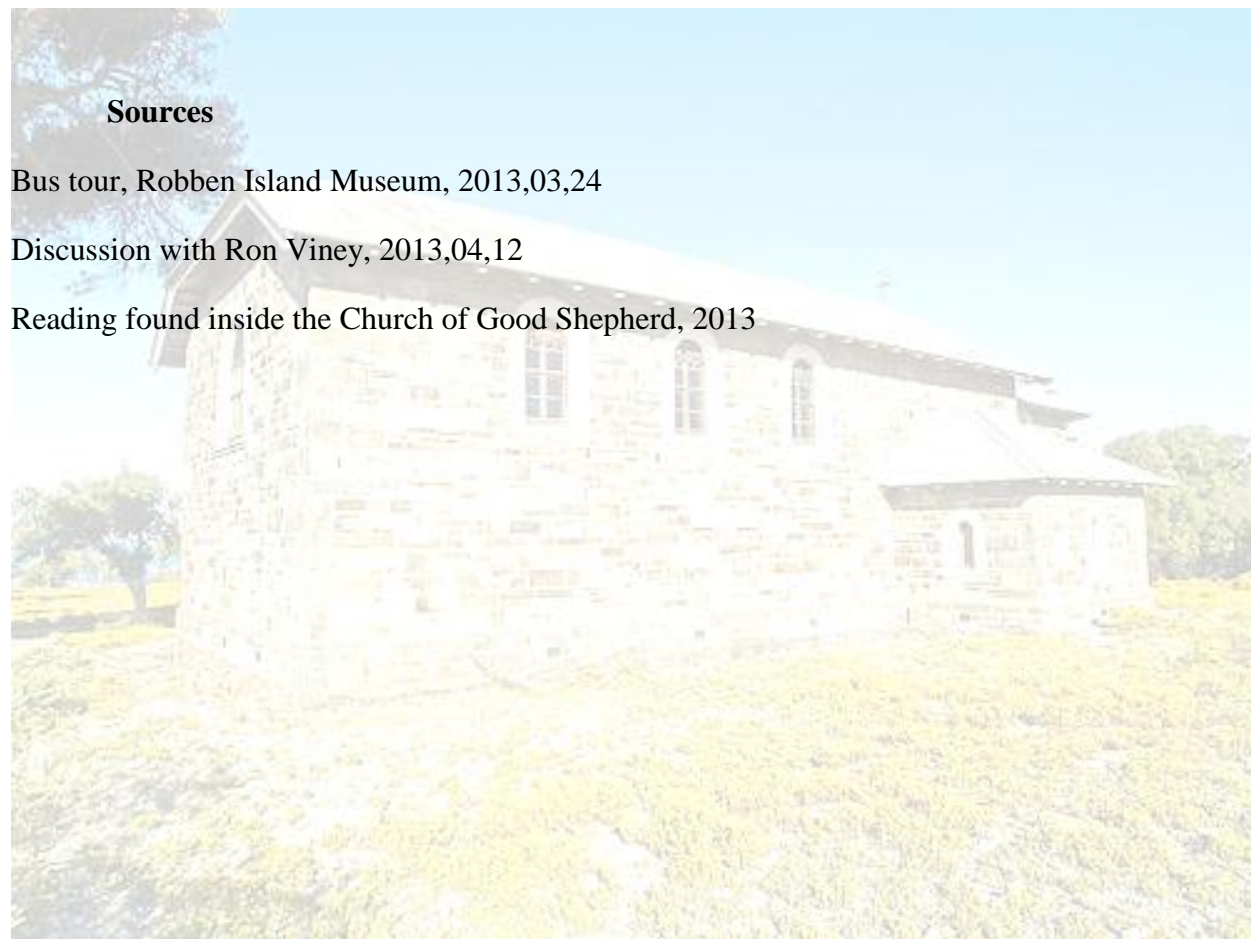 Sources
Bus tour, Robben Island Museum, 2013,03,24
Discussion with Ron Viney, 2013,04,12
Reading found inside the Church of Good Shepherd, 2013